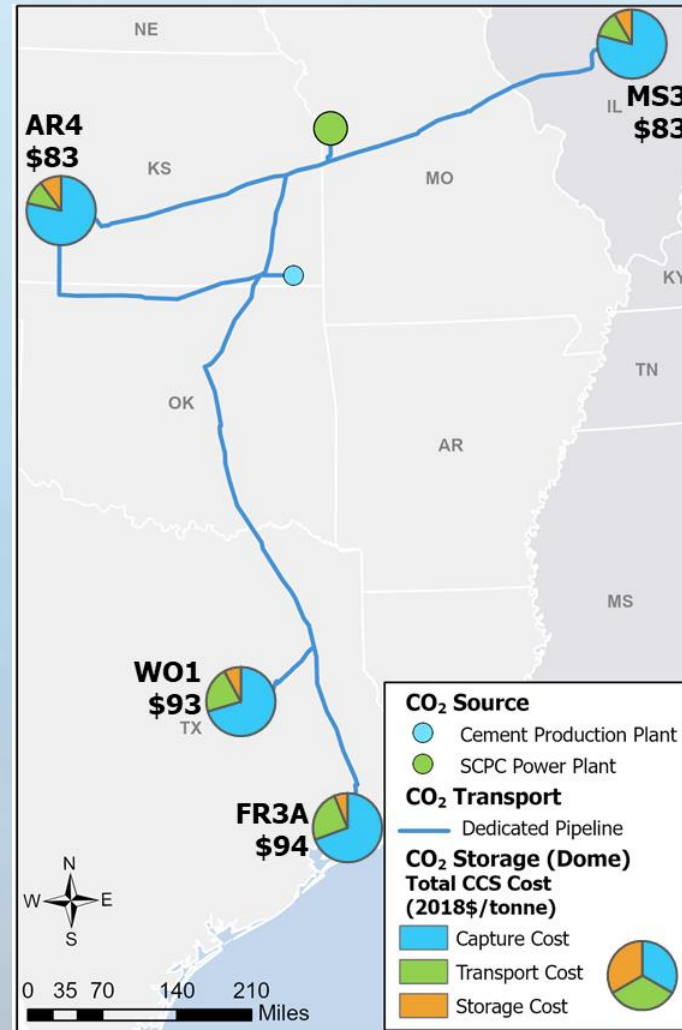 NE
IL
MS3
$83
AR4
$83
KS
MO
KY
TN
OK
AR
MS
WO1
$93
TX
FR3A
$94
N
W
E
S
0 35 70 140 210
Miles
CO₂ Source
Cement Production Plant
SCPC Power Plant
CO₂ Transport
Dedicated Pipeline
CO₂ Storage (Dome)
Total CCS Cost
(2018$/tonne)
Capture Cost
Transport Cost
Storage Cost